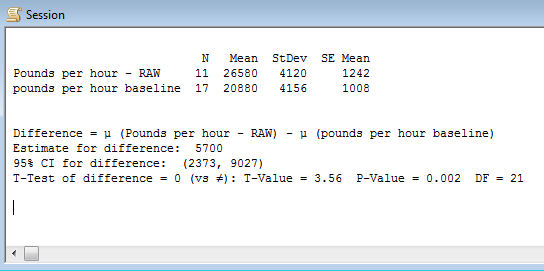 Session
N Mean StDev SE Mean
Pounds per hour - RAW 11 26580 4120 1242
pounds per hour baseline 17 20880 4156 1008
Difference = μ (Pounds per hour - RAW) - μ (pounds per hour baseline)
Estimate for difference: 5700
95% CI for difference: (2373, 9027)
T-Test of difference = 0 (vs ≠): T-Value = 3.56 P-Value = 0.002 DF = 21